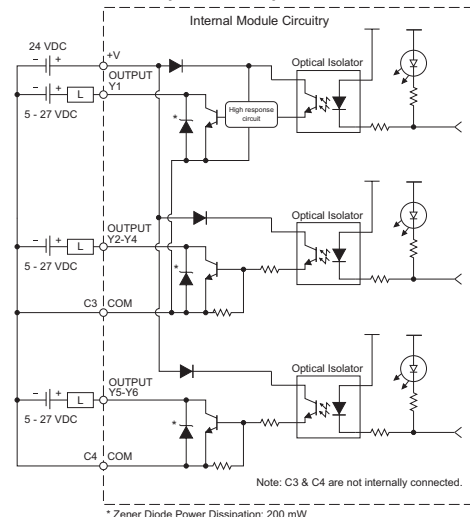 Internal Module Circuitry
24 VDC
- +
+V
OUTPUT
Y1
Optical Isolator
- +
L
5 - 27 VDC
*
High response
circuit
Optical Isolator
OUTPUT
Y2-Y4
- +
L
5 - 27 VDC
*
C3
COM
Optical Isolator
OUTPUT
Y5-Y6
- +
L
5 - 27 VDC
*
C4
COM
Note: C3 & C4 are not internally connected.
* Zener Diode Power Dissipation: 200 mW